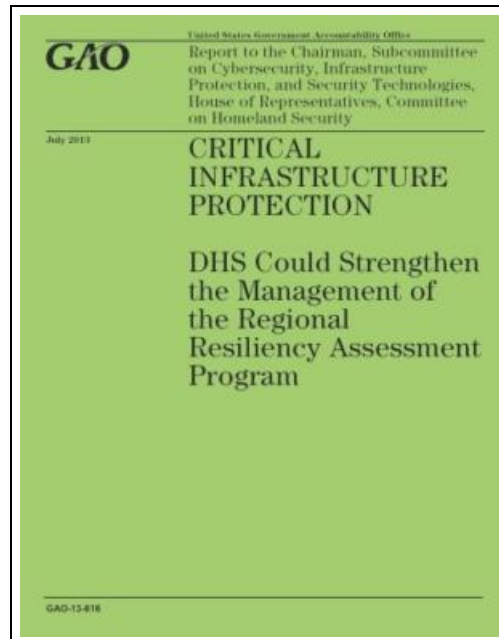 United States Government Accountability Office
GAO
Report to the Chairman, Subcommittee
on Cybersecurity, Infrastructure
Protection, and Security Technologies,
House of Representatives, Committee
on Homeland Security
July 2013
CRITICAL
INFRASTRUCTURE
PROTECTION
DHS Could Strengthen
the Management of
the Regional
Resiliency Assessment
Program
GAO-13-616